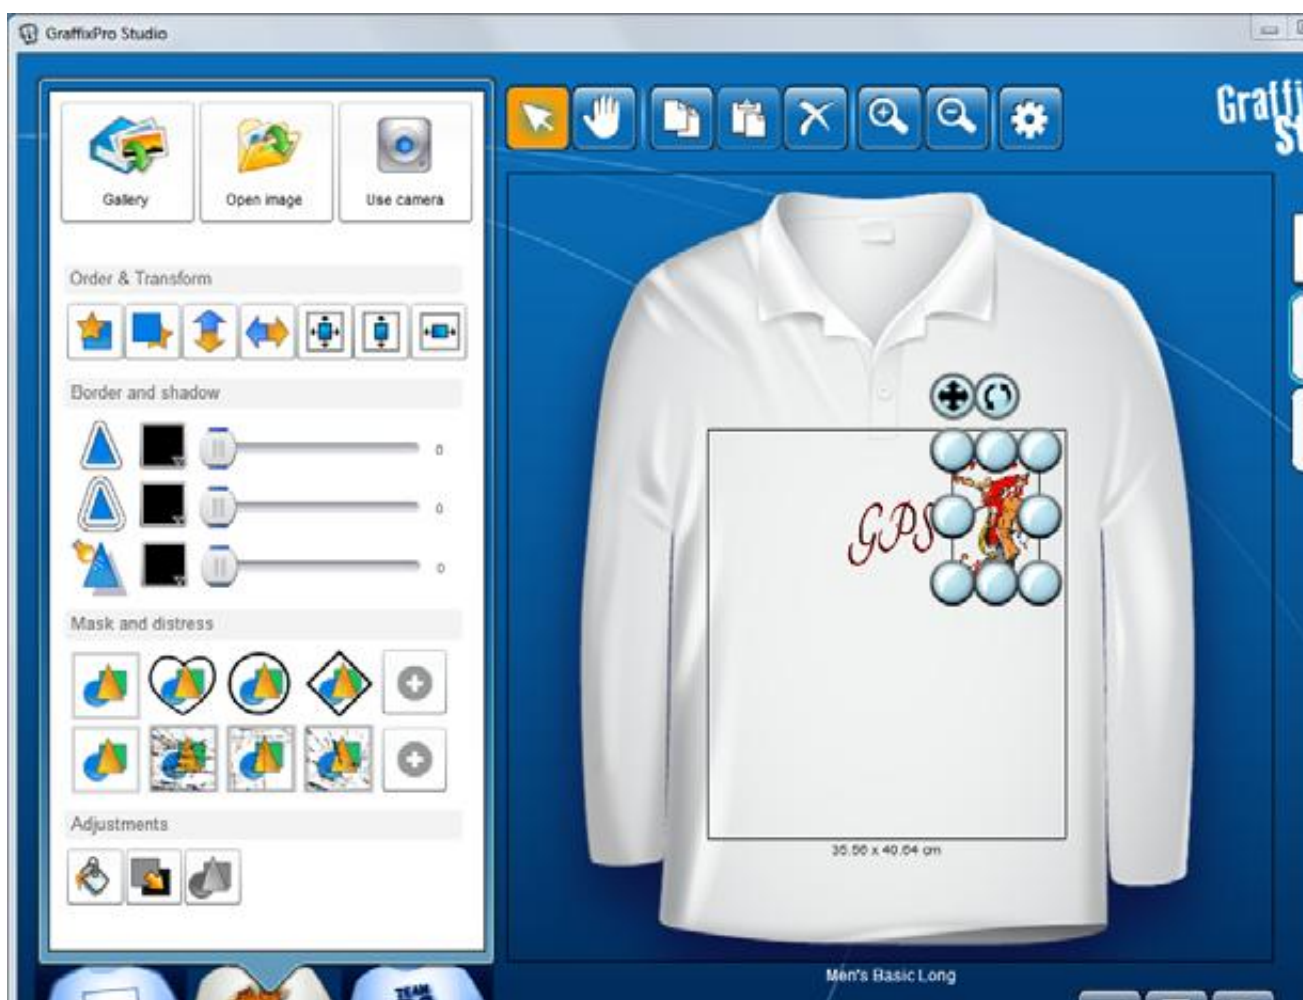 GraffixPro Studio
Gallery
Open image
Use camera
Order & Transform
Border and shadow
0
0
0
Mask and distress
Adjustments
GPS
35.56 x 40.64 cm
Men's Basic Long
TEAM